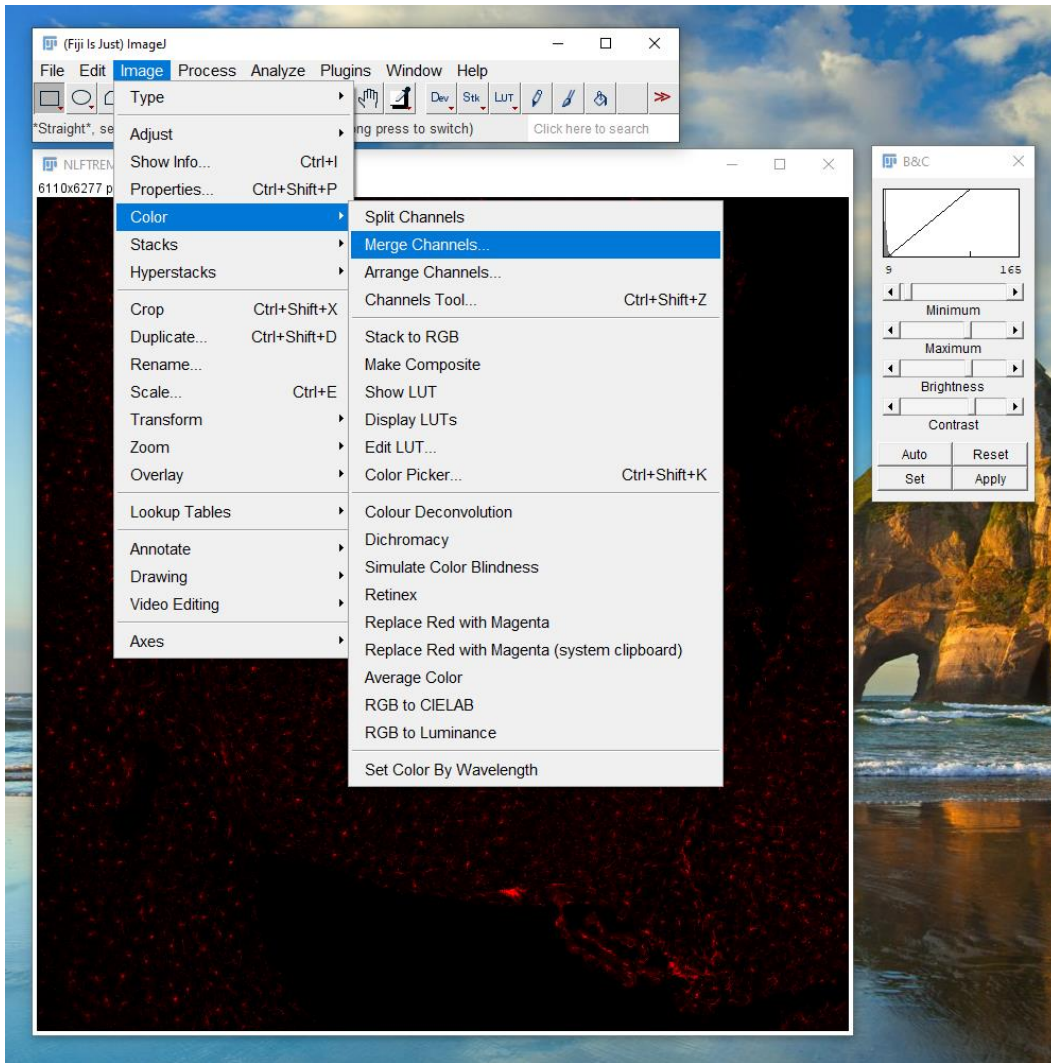 (Fiji Is Just) ImageJ
File Edit Image Process Analyze Plugins Window Help
Dev Stk LUT
*Straight*, se
ong press to switch)
Click here to search
NLFTREM
6110x6277 p
Type
Adjust
Show Info... Ctrl+I
Properties... Ctrl+Shift+P
Color
Stacks
Hyperstacks
Crop Ctrl+Shift+X
Duplicate... Ctrl+Shift+D
Rename...
Scale... Ctrl+E
Transform
Zoom
Overlay
Lookup Tables
Annotate
Drawing
Video Editing
Axes
Split Channels
Merge Channels...
Arrange Channels...
Channels Tool... Ctrl+Shift+Z
Stack to RGB
Make Composite
Show LUT
Display LUTs
Edit LUT...
Color Picker... Ctrl+Shift+K
Colour Deconvolution
Dichromacy
Simulate Color Blindness
Retinex
Replace Red with Magenta
Replace Red with Magenta (system clipboard)
Average Color
RGB to CIELAB
RGB to Luminance
Set Color By Wavelength
B&C
9 165
Minimum
Maximum
Brightness
Contrast
Auto Reset
Set Apply